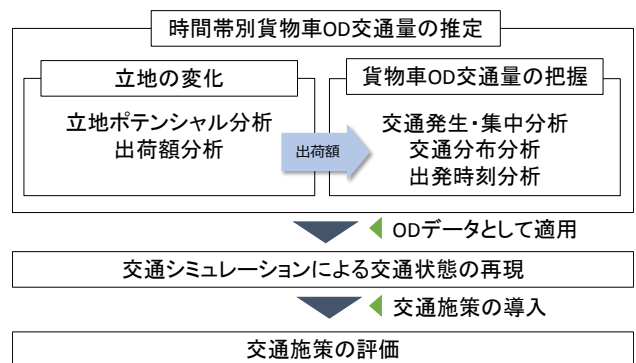 時間帯別貨物車OD交通量の推定
立地の変化
立地ポテンシャル分析
出荷額分析
出荷額
貨物車OD交通量の把握
交通発生・集中分析
交通分布分析
出発時刻分析
ODデータとして適用
交通シミュレーションによる交通状態の再現
交通施策の導入
交通施策の評価